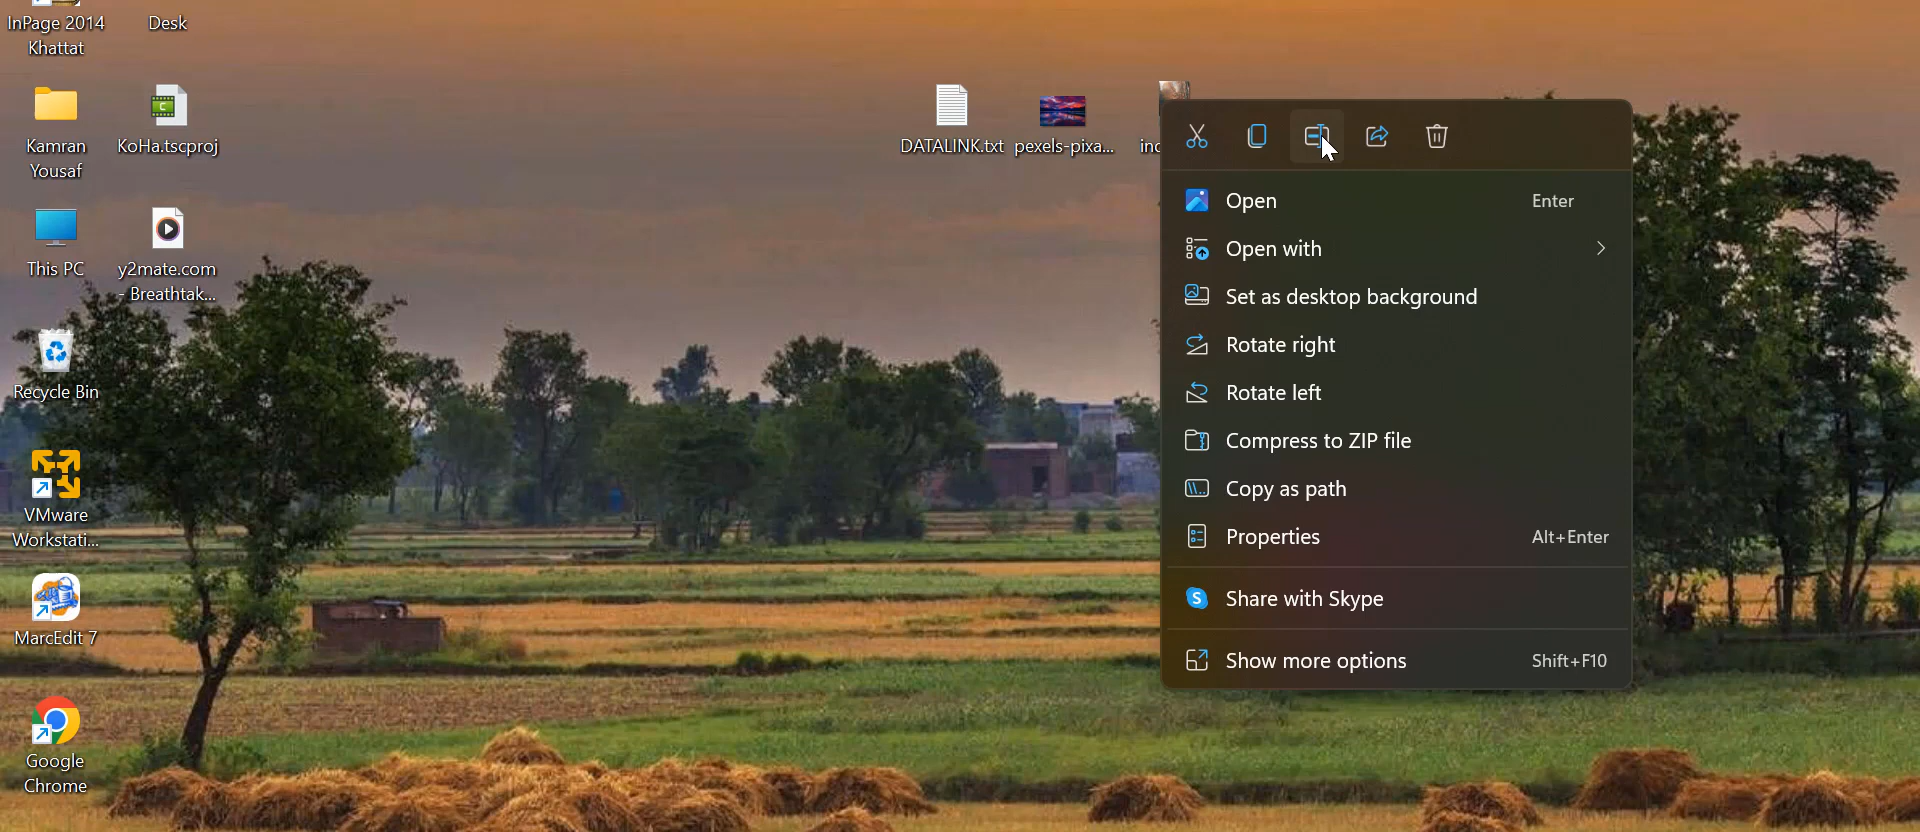 InPage 2014
Khattat
Desk
Kamran
Yousaf
KoHa.tscproj
DATALINK.txt
pexels-pixa...
This PC
y2mate.com
- Breathtak...
Recycle Bin
VMware
Workstati...
MarcEdit 7
Google
Chrome
Open Enter
Open with
Set as desktop background
Rotate right
Rotate left
Compress to ZIP file
Copy as path
Properties Alt+Enter
Share with Skype
Show more options Shift+F10